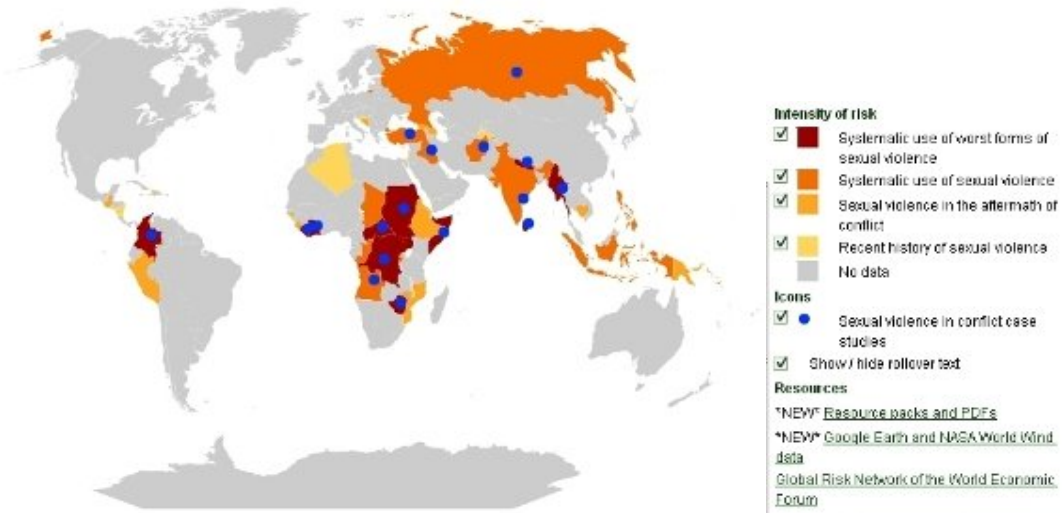 Intensity of risk
Systematic use of worst forms of
sexual violence
Systematic use of sexual violence
Sexual violence in the aftermath of
conflict
Recent history of sexual violence
No data
Icons
Sexual violence in conflict case
studies
Show / hide rollover text
Resources
*NEW* Resource packs and PDFs
*NEW* Google Earth and NASA World Wind
data
Global Risk Network of the World Economic
Forum